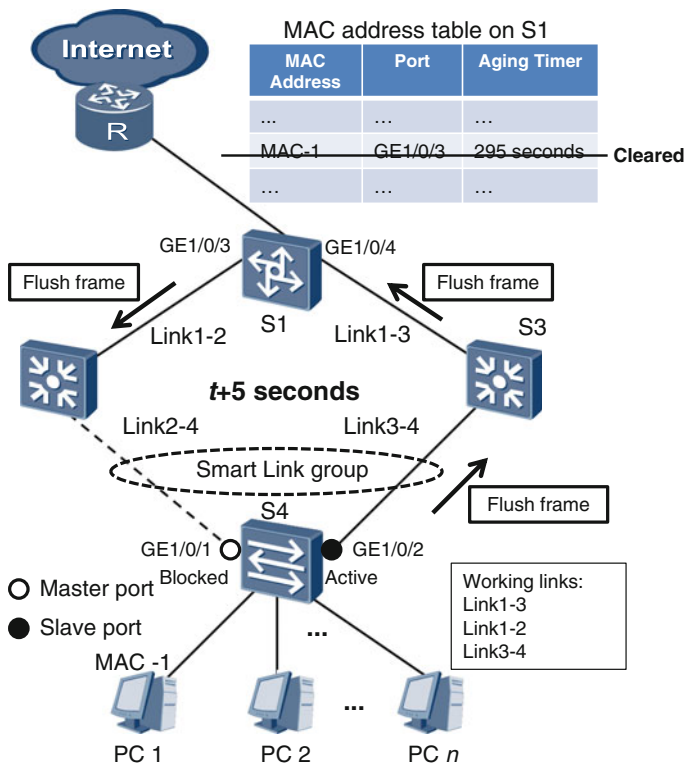 Internet
R
MAC address table on S1
MAC Address
Port
Aging Timer
... ... ...
MAC-1 GE1/0/3 295 seconds
Cleared
... ... ...
GE1/0/3
GE1/0/4
Flush frame
Flush frame
S1
S3
Link1-2
Link1-3
t+5 seconds
Link2-4
Link3-4
Smart Link group
Flush frame
S4
GE1/0/1
GE1/0/2
Blocked
Active
Master port
Slave port
...
Working links:
Link1-3
Link1-2
Link3-4
MAC -1
...
PC 1
PC 2
PC n